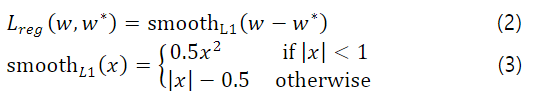 L_reg(w, w*) = smooth_L1(w − w*) (2)
smooth_L1(x) = {0.5x² if |x| < 1
|x| − 0.5 otherwise (3)